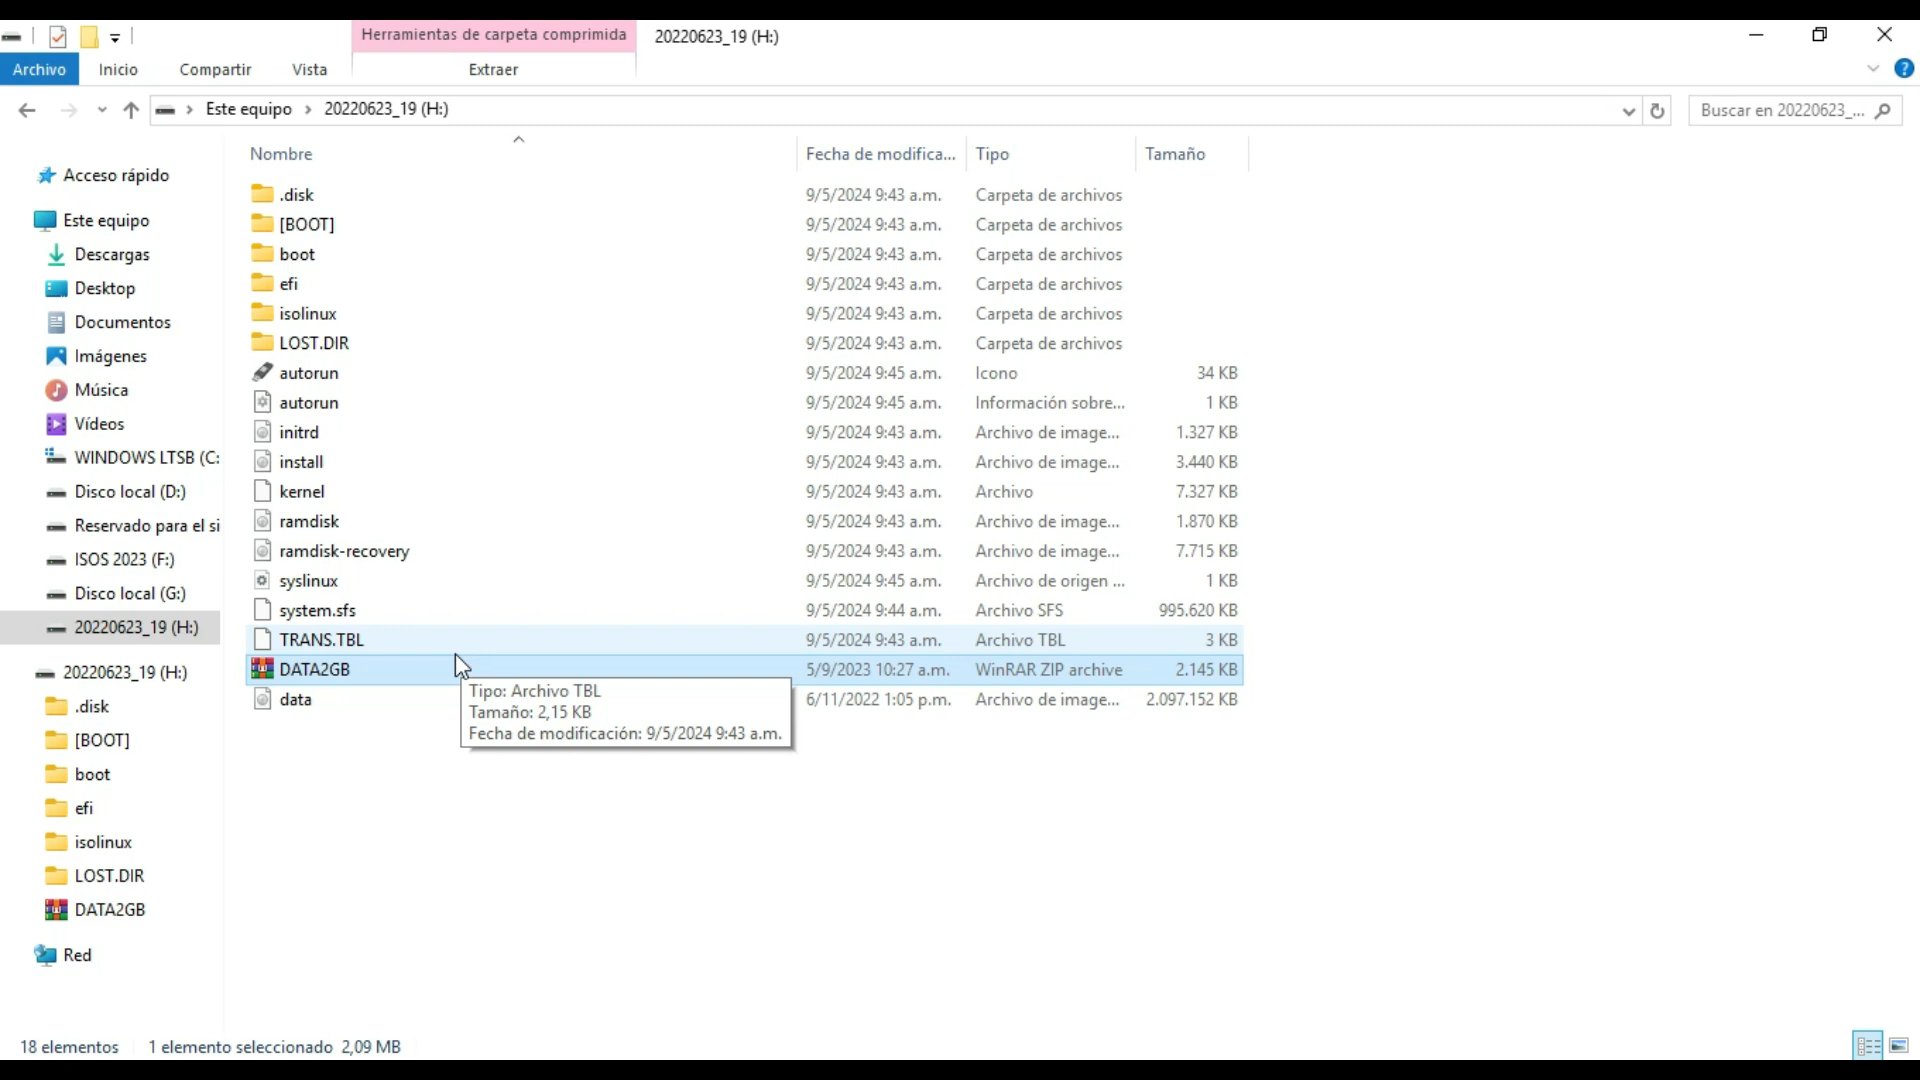 Herramientas de carpeta comprimida
20220623_19 (H:)
Archivo
Inicio
Compartir
Vista
Extraer
Este equipo
20220623_19 (H:)
Buscar en 20220623_...
Nombre
Fecha de modifica...
Tipo
Tamaño
Acceso rápido
Este equipo
Descargas
Desktop
Documentos
Imágenes
Música
Vídeos
WINDOWS LTSB (C:
Disco local (D:)
Reservado para el si
ISOS 2023 (F:)
Disco local (G:)
20220623_19 (H:)
20220623_19 (H:)
.disk
[BOOT]
boot
efi
isolinux
LOST.DIR
DATA2GB
Red
.disk 9/5/2024 9:43 a.m. Carpeta de archivos
[BOOT] 9/5/2024 9:43 a.m. Carpeta de archivos
boot 9/5/2024 9:43 a.m. Carpeta de archivos
efi 9/5/2024 9:43 a.m. Carpeta de archivos
isolinux 9/5/2024 9:43 a.m. Carpeta de archivos
LOST.DIR 9/5/2024 9:43 a.m. Carpeta de archivos
autorun 9/5/2024 9:45 a.m. Icono 34 KB
autorun 9/5/2024 9:45 a.m. Información sobre... 1 KB
initrd 9/5/2024 9:43 a.m. Archivo de image... 1.327 KB
install 9/5/2024 9:43 a.m. Archivo de image... 3.440 KB
kernel 9/5/2024 9:43 a.m. Archivo 7.327 KB
ramdisk 9/5/2024 9:43 a.m. Archivo de image... 1.870 KB
ramdisk-recovery 9/5/2024 9:43 a.m. Archivo de image... 7.715 KB
syslinux 9/5/2024 9:45 a.m. Archivo de origen ... 1 KB
system.sfs 9/5/2024 9:44 a.m. Archivo SFS 995.620 KB
TRANS.TBL 9/5/2024 9:43 a.m. Archivo TBL 3 KB
DATA2GB 5/9/2023 10:27 a.m. WinRAR ZIP archive 2.145 KB
data 6/11/2022 1:05 p.m. Archivo de image... 2.097.152 KB
Tipo: Archivo TBL
Tamaño: 2,15 KB
Fecha de modificación: 9/5/2024 9:43 a.m.
18 elementos
1 elemento seleccionado 2,09 MB